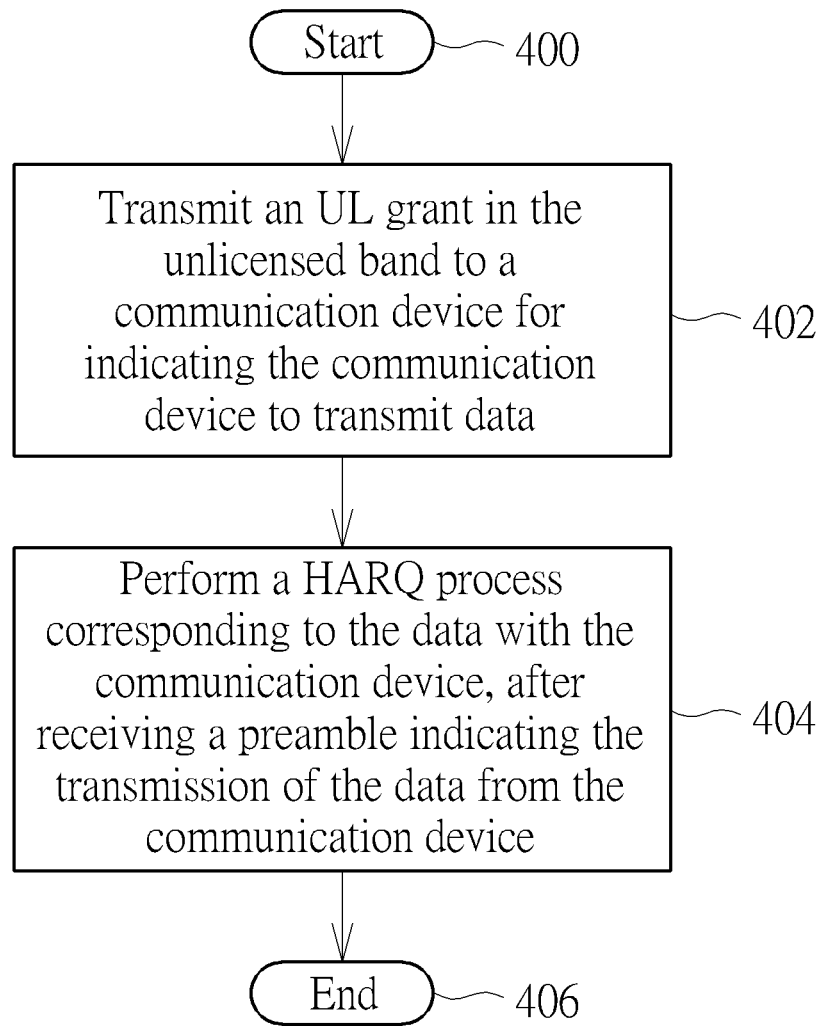 Start
400
Transmit an UL grant in the
unlicensed band to a
communication device for
indicating the communication
device to transmit data
402
Perform a HARQ process
corresponding to the data with the
communication device, after
receiving a preamble indicating the
transmission of the data from the
communication device
404
End
406